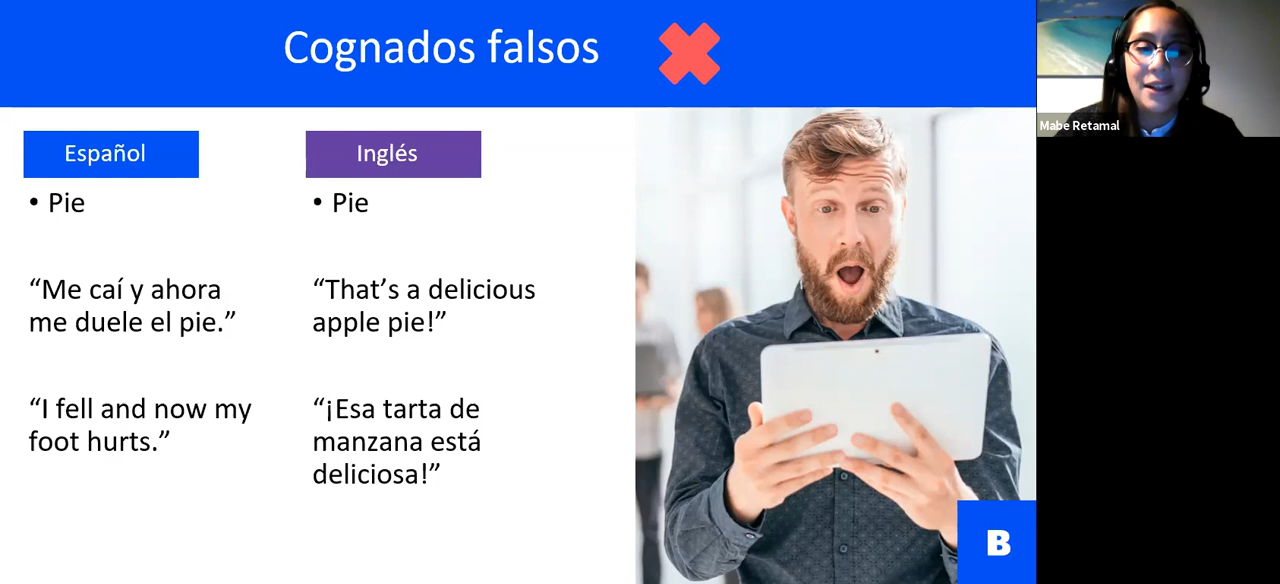 Cognados falsos
Español
Inglés
• Pie
• Pie
“Me caí y ahora
me duele el pie.”
“That’s a delicious
apple pie!”
“I fell and now my
foot hurts.”
“¡Esa tarta de
manzana está
deliciosa!”
B
Mabe Retamal